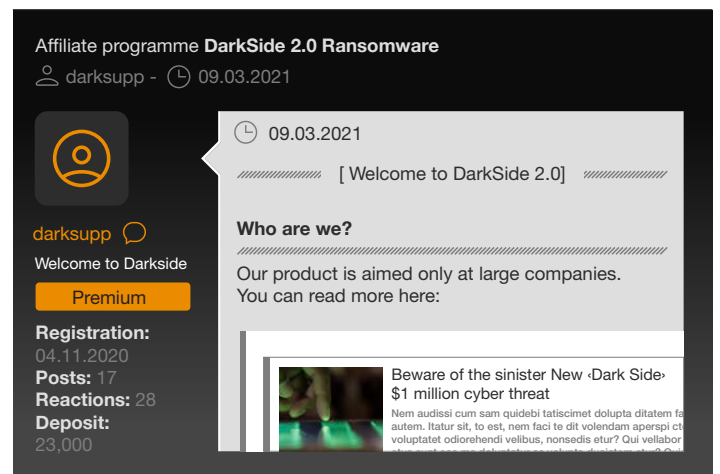 Affiliate programme DarkSide 2.0 Ransomware
darksupp - 09.03.2021
darksupp
Welcome to Darkside
Premium
Registration:
04.11.2020
Posts: 17
Reactions: 28
Deposit:
23,000
09.03.2021
[ Welcome to DarkSide 2.0]
Who are we?
Our product is aimed only at large companies.
You can read more here:
Beware of the sinister New ‹Dark Side›
$1 million cyber threat
Nem audissi cum sam quidebi tatiscimet dolupta ditatem
autem. Itatur sit, to est, nem faci te dit volendam aperspi
voluptatet odiorehendi velibus, nonsedis etur? Qui vellabor